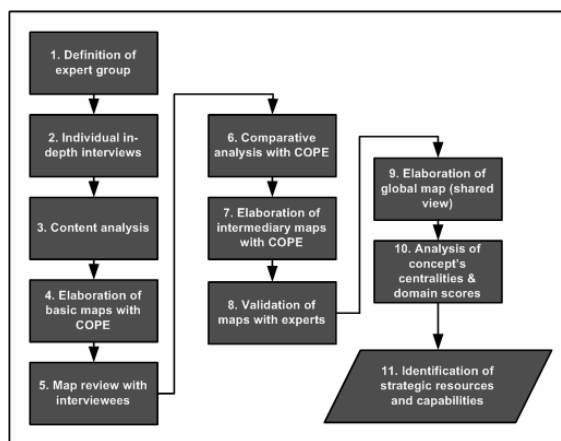 1. Definition of
expert group
2. Individual in-
depth interviews
3. Content analysis
4. Elaboration of
basic maps with
COPE
5. Map review with
interviewees
6. Comparative
analysis with COPE
7. Elaboration of
intermediary maps
with COPE
8. Validation of
maps with experts
9. Elaboration of
global map (shared
view)
10. Analysis of
concept's
centralities &
domain scores
11. Identification of
strategic resources
and capabilities